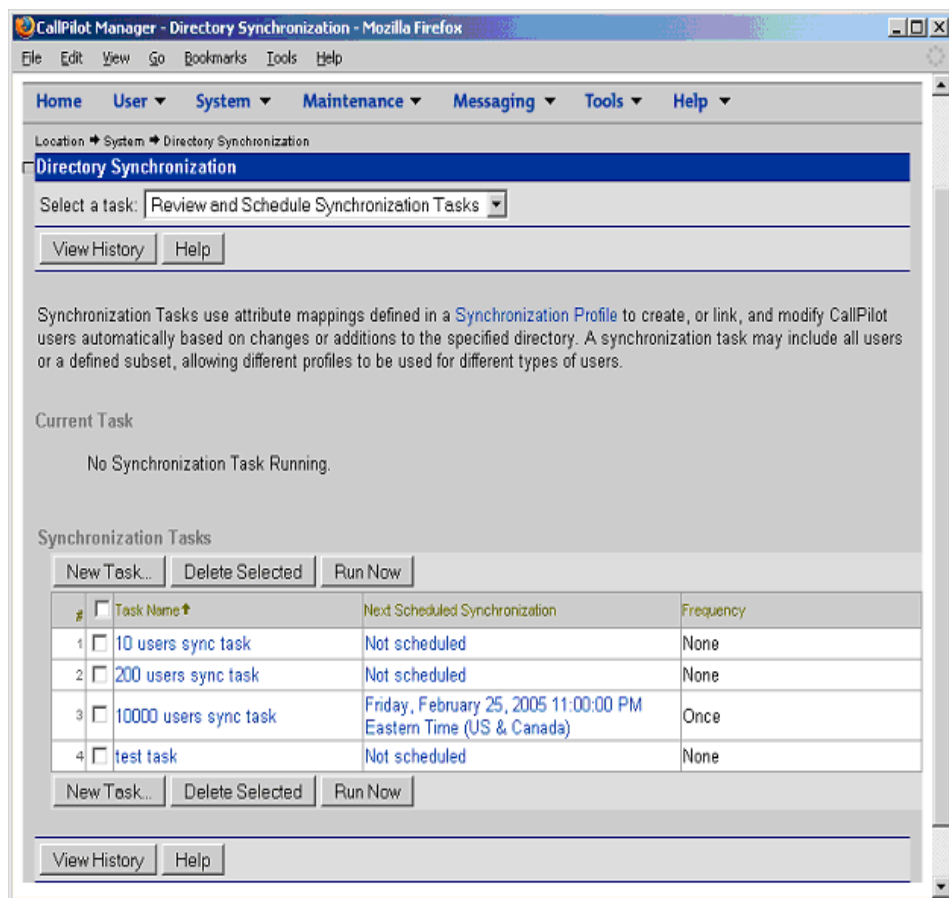 CallPilot Manager - Directory Synchronization - Mozilla Firefox
File Edit View Go Bookmarks Tools Help
Home User System Maintenance Messaging Tools Help
Location System Directory Synchronization
Directory Synchronization
Select a task: Review and Schedule Synchronization Tasks
View History Help
Synchronization Tasks use attribute mappings defined in a Synchronization Profile to create, or link, and modify CallPilot
users automatically based on changes or additions to the specified directory. A synchronization task may include all users
or a defined subset, allowing different profiles to be used for different types of users.
Current Task
No Synchronization Task Running.
Synchronization Tasks
New Task... Delete Selected Run Now
# Task Name Next Scheduled Synchronization Frequency
1 10 users sync task Not scheduled None
2 200 users sync task Not scheduled None
3 10000 users sync task Friday, February 25, 2005 11:00:00 PM Once
Eastern Time (US & Canada)
4 test task Not scheduled None
New Task... Delete Selected Run Now
View History Help